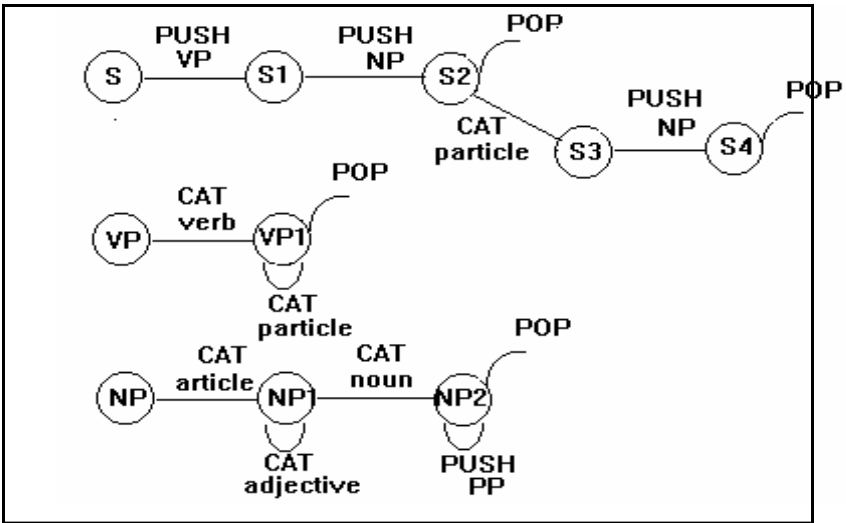 PUSH
VP
PUSH
NP
POP
S
S1
S2
CAT
particle
PUSH
NP
POP
S3
S4
CAT
verb
POP
VP
VP1
CAT
particle
CAT
article
CAT
noun
POP
NP
NP1
NP2
CAT
adjective
PUSH
PP